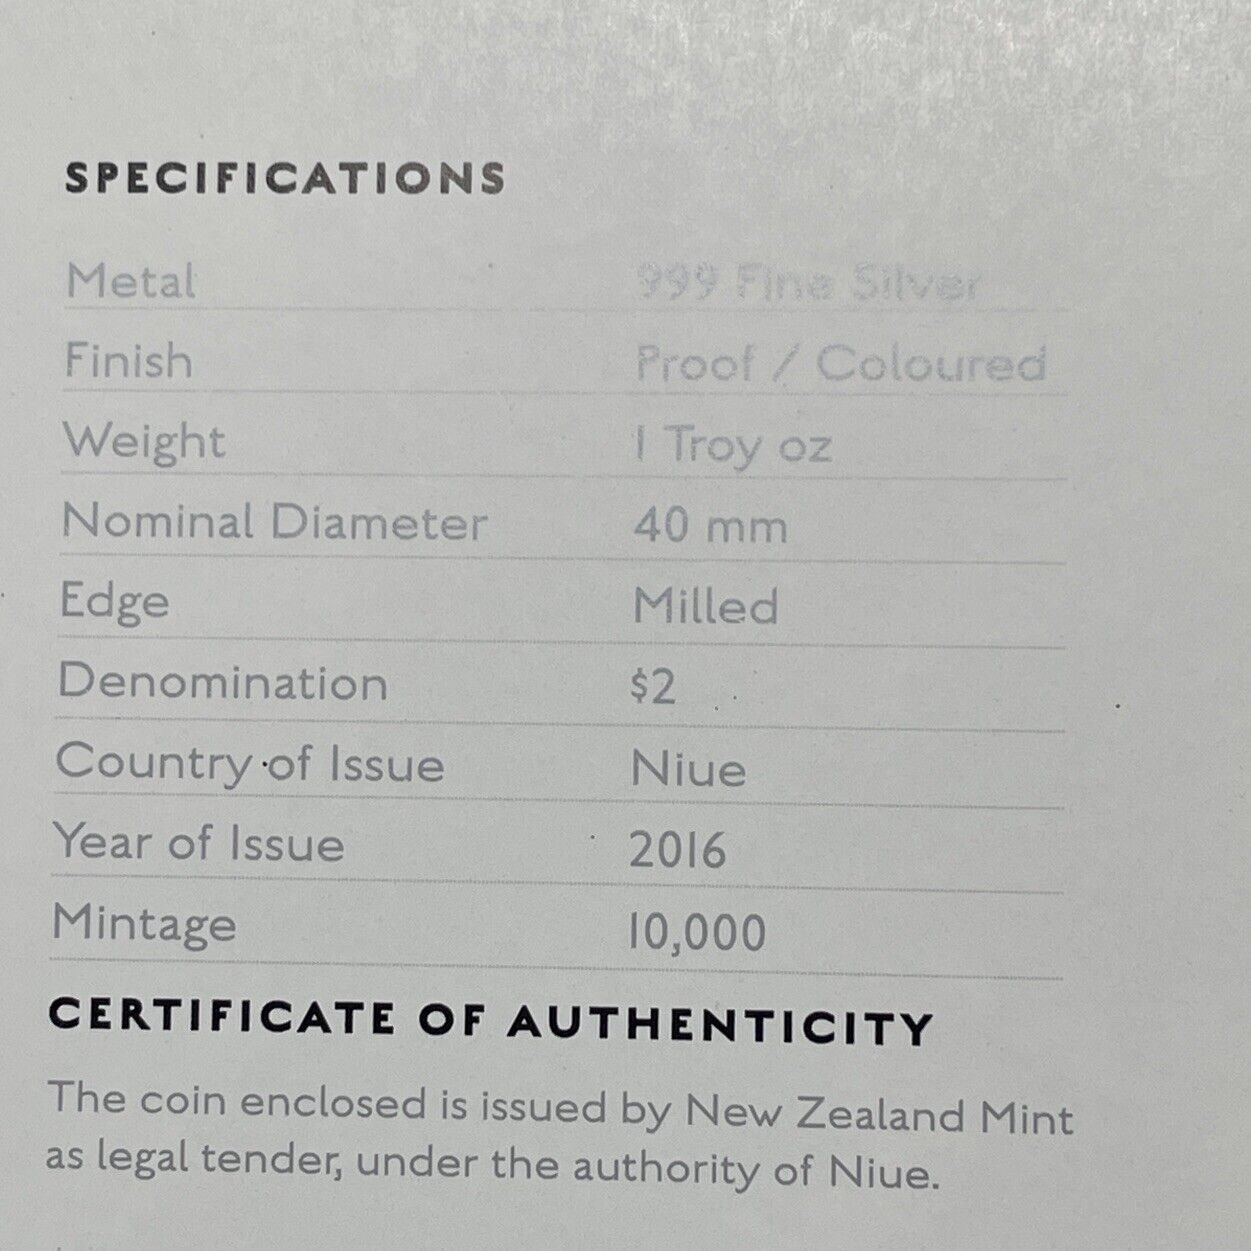 SPECIFICATIONS
Metal 999 Fine Silver
Finish Proof / Coloured
Weight 1 Troy oz
Nominal Diameter 40 mm
Edge Milled
Denomination $2
Country of Issue Niue
Year of Issue 2016
Mintage 10,000
CERTIFICATE OF AUTHENTICITY
The coin enclosed is issued by New Zealand Mint
as legal tender, under the authority of Niue.